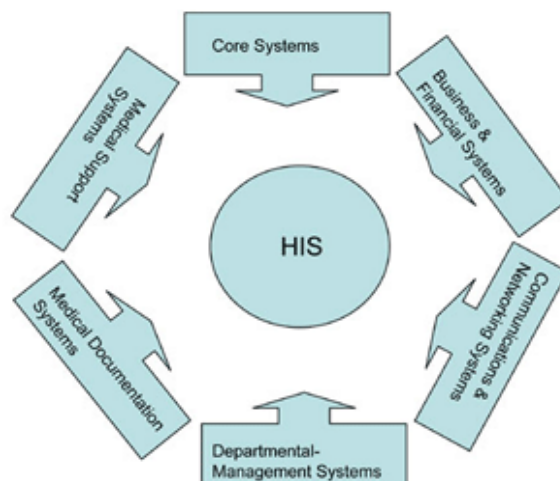 Core Systems
Business &
Financial Systems
Communications &
Networking Systems
Departmental-
Management Systems
Medical Documentation
Systems
Medical Support
Systems
HIS